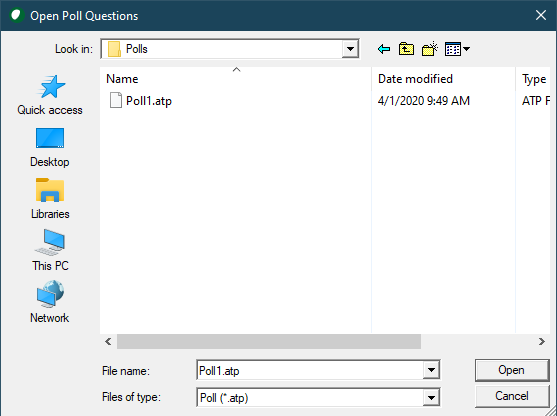 Open Poll Questions
Look in: Polls
Name Date modified Type
Poll1.atp 4/1/2020 9:49 AM ATP F
Quick access
Desktop
Libraries
This PC
Network
File name: Poll1.atp Open
Files of type: Poll (*.atp) Cancel